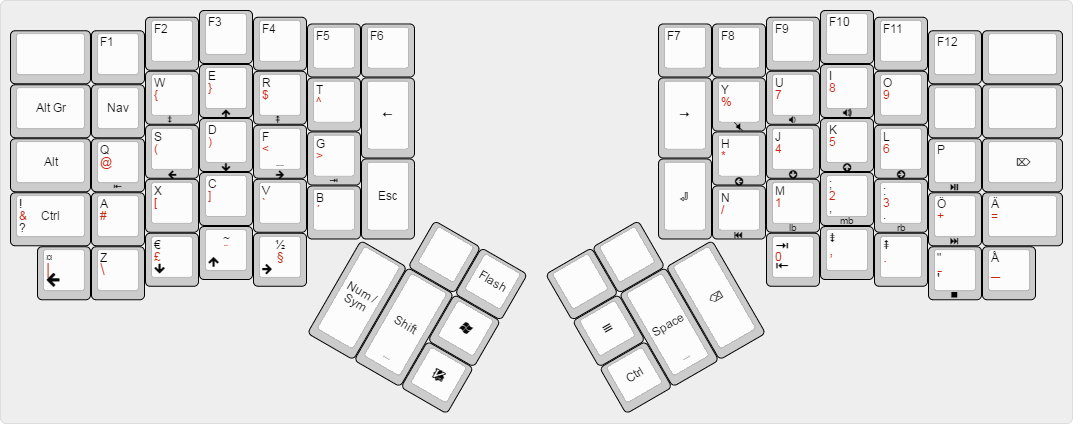 F1 F2 F3 F4 F5 F6 F7 F8 F9 F10 F11 F12
Alt Gr Nav W { ↕ E } ↑ R $ ⇞ T ^ ← → Y % U 7 I 8 O 9
Alt Q @ ⇤ S ( ← D ) ↓ F < _ → G > ⇥ H * J 4 K 5 L 6 P ⌦
! & ? Ctrl A # X [ C ] V ` B ´ Esc ⏎ N / M 1 lb ; 2 , mb : 3 . rb Ö + Ä =
¤ | ← Z \ € £ ↓ ~ ¨ ↑ ½ § → ⇥ 0 ⇤ ⇟ ' ⇞ . " Å _
Flash
Num / Sym
Shift _
≡
Space _
⌫
Ctrl